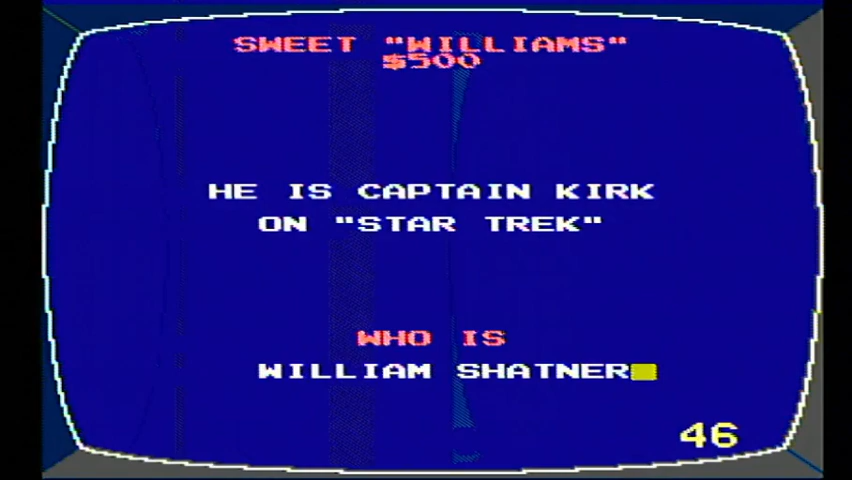 SWEET "WILLIAMS"
$500
HE IS CAPTAIN KIRK
ON "STAR TREK"
WHO IS
WILLIAM SHATNER
46